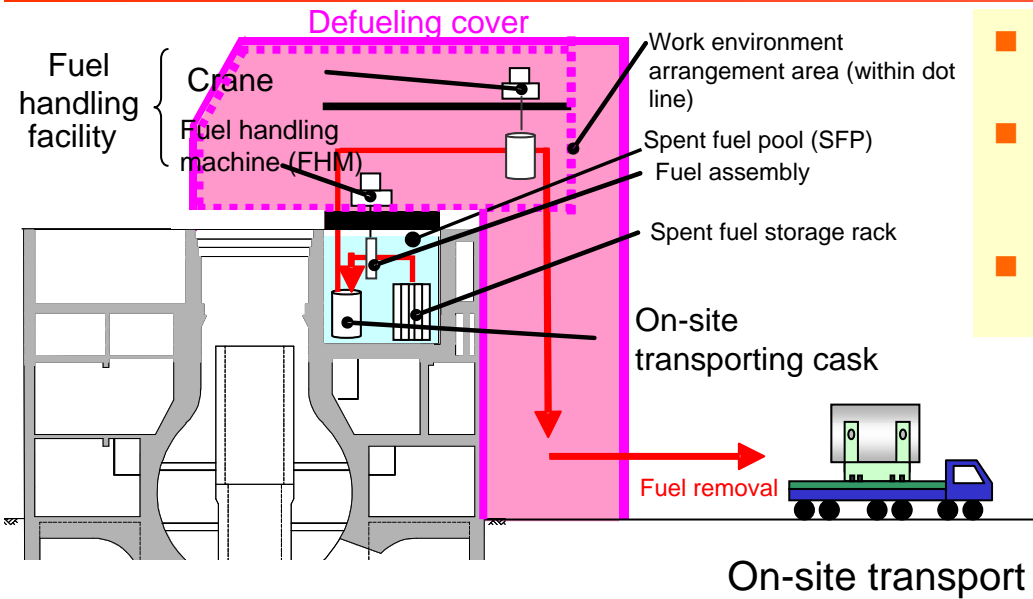 Defueling cover
Fuel
handling
facility
Crane
Fuel handling
machine (FHM)
Work environment
arrangement area (within dot
line)
Spent fuel pool (SFP)
Fuel assembly
Spent fuel storage rack
On-site
transporting cask
Fuel removal
On-site transport